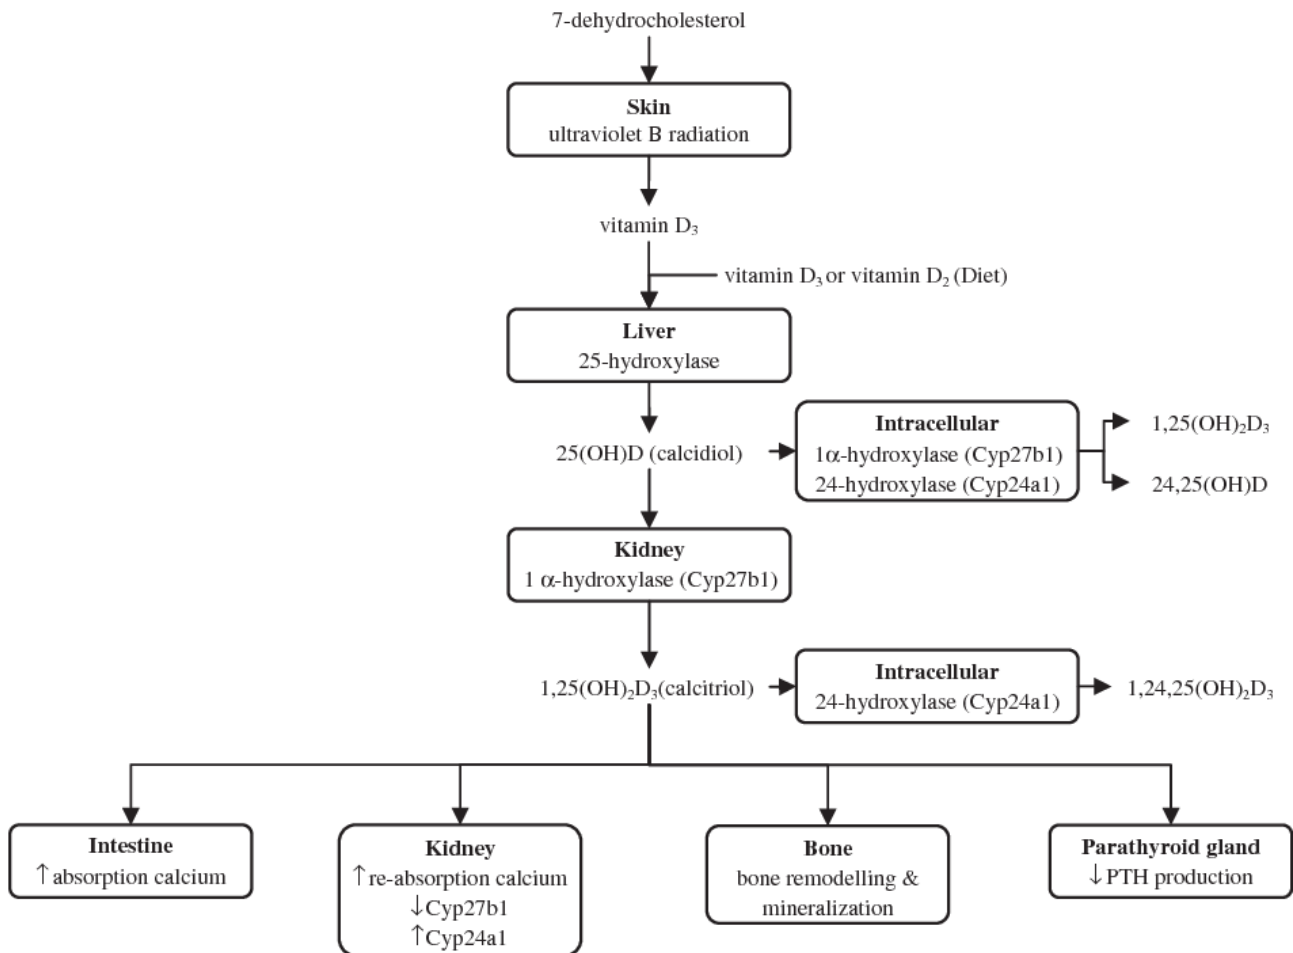 7-dehydrocholesterol
Skin
ultraviolet B radiation
vitamin D₃
vitamin D₃ or vitamin D₂ (Diet)
Liver
25-hydroxylase
25(OH)D (calcidiol)
Intracellular
1α-hydroxylase (Cyp27b1)
24-hydroxylase (Cyp24a1)
1,25(OH)₂D₃
24,25(OH)D
Kidney
1 α-hydroxylase (Cyp27b1)
1,25(OH)₂D₃(calcitriol)
Intracellular
24-hydroxylase (Cyp24a1)
1,24,25(OH)₂D₃
Intestine
↑absorption calcium
Kidney
↑re-absorption calcium
↓Cyp27b1
↑Cyp24a1
Bone
bone remodelling &
mineralization
Parathyroid gland
↓PTH production